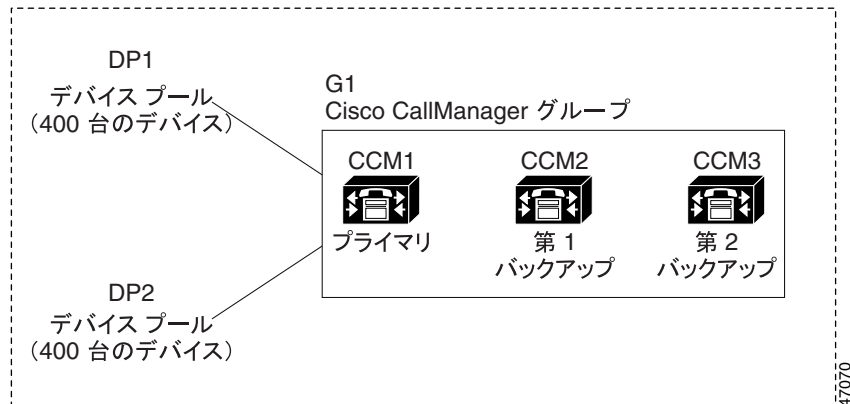 DP1
デバイス プール
（400 台のデバイス）
G1
Cisco CallManager グループ
CCM1
プライマリ
CCM2
第 1
バックアップ
CCM3
第 2
バックアップ
DP2
デバイス プール
（400 台のデバイス）
47070